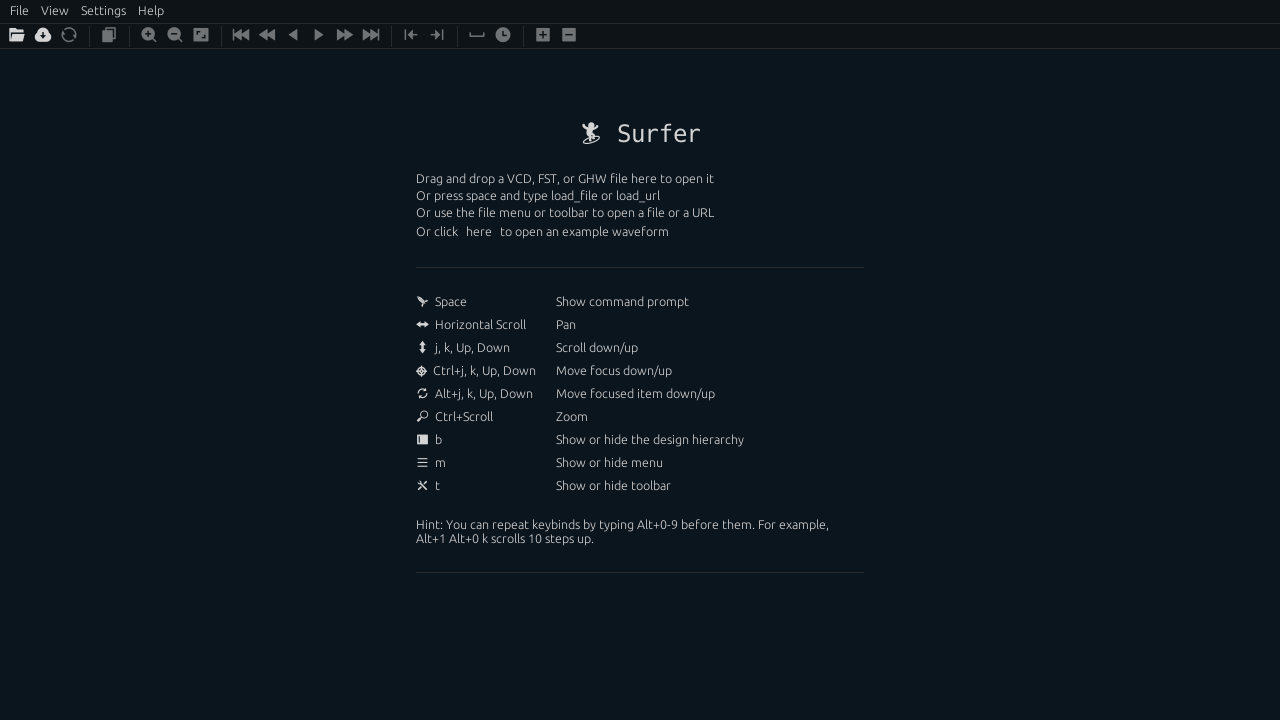 File View Settings Help
Surfer
Drag and drop a VCD, FST, or GHW file here to open it
Or press space and type load_file or load_url
Or use the file menu or toolbar to open a file or a URL
Or click here to open an example waveform
Space Show command prompt
Horizontal Scroll Pan
j, k, Up, Down Scroll down/up
Ctrl+j, k, Up, Down Move focus down/up
Alt+j, k, Up, Down Move focused item down/up
Ctrl+Scroll Zoom
b Show or hide the design hierarchy
m Show or hide menu
t Show or hide toolbar
Hint: You can repeat keybinds by typing Alt+0-9 before them. For example,
Alt+1 Alt+0 k scrolls 10 steps up.